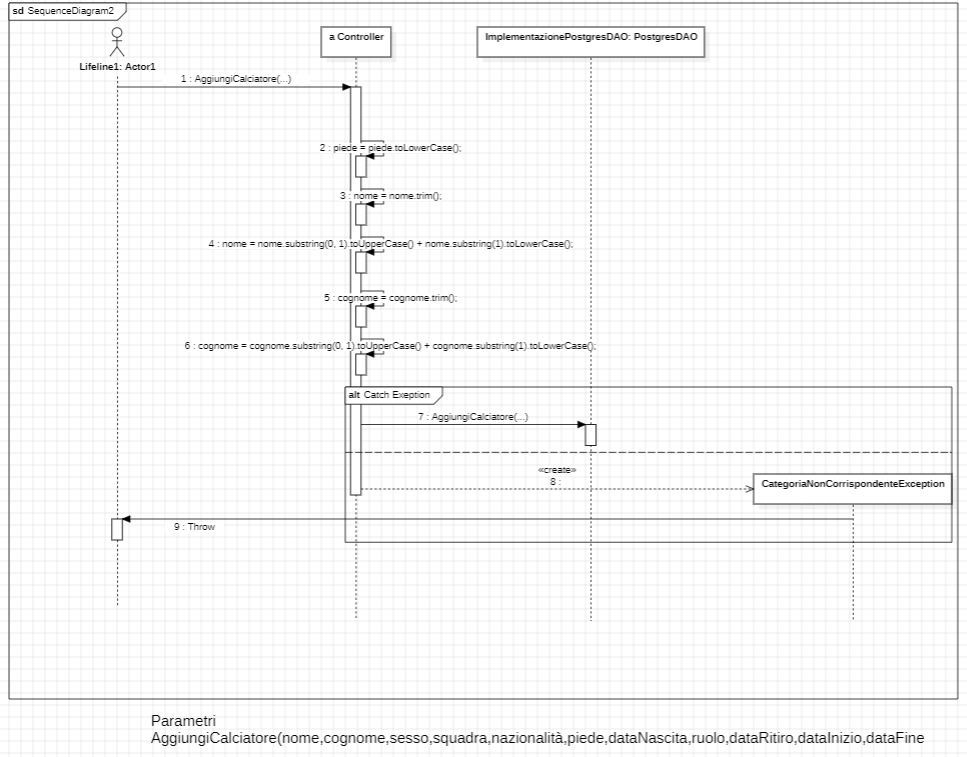 sd SequenceDiagram2
a Controller
ImplementazionePostgresDAO: PostgresDAO
Lifeline1: Actor1
1 : AggiungiCalciatore(...)
2 : piede = piede.toLowerCase();
3 : nome = nome.trim();
4 : nome = nome.substring(0, 1).toUpperCase() + nome.substring(1).toLowerCase();
5 : cognome = cognome.trim();
6 : cognome = cognome.substring(0, 1).toUpperCase() + cognome.substring(1).toLowerCase();
alt Catch Exeption
7 : AggiungiCalciatore(...)
«create»
8 :
CategoriaNonCorrispondenteException
9 : Throw
Parametri
AggiungiCalciatore(nome,cognome,sesso,squadra,nazionalità,piede,dataNascita,ruolo,dataRitiro,dataInizio,dataFine